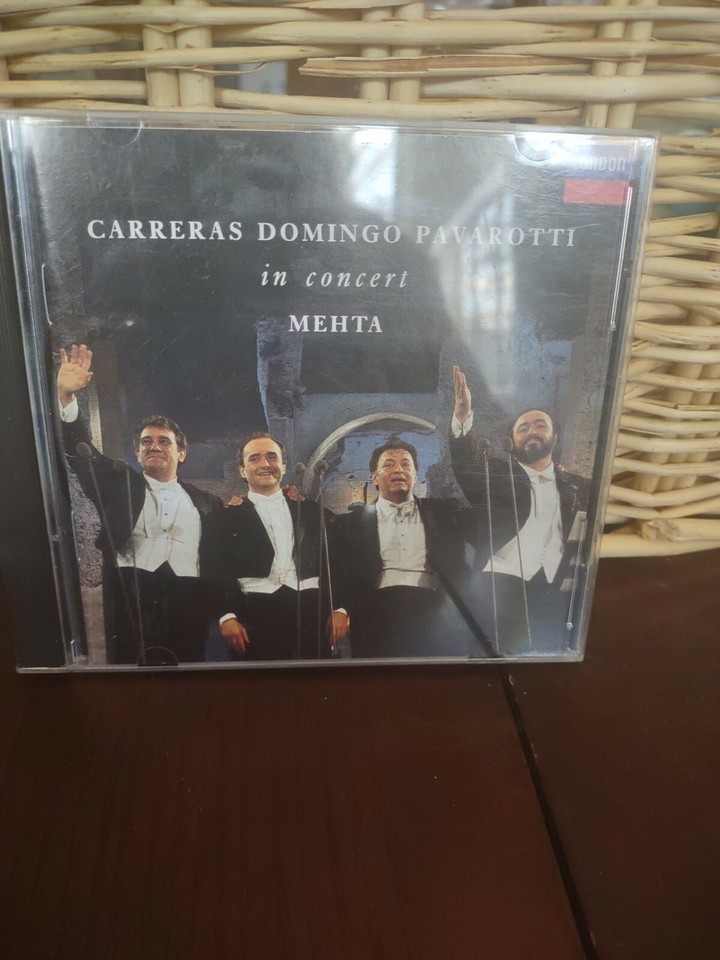 LONDON
CARRERAS DOMINGO PAVAROTTI
in concert
MEHTA